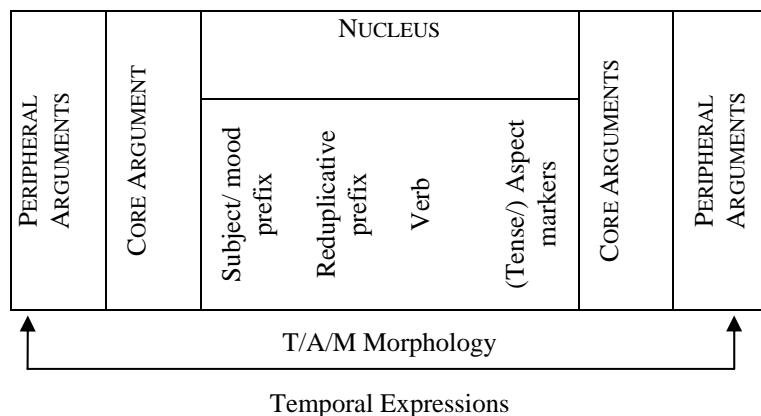 PERIPHERAL
ARGUMENTS
CORE ARGUMENT
NUCLEUS
Subject/ mood
prefix
Reduplicative
prefix
Verb
(Tense/) Aspect
markers
CORE ARGUMENTS
PERIPHERAL
ARGUMENTS
T/A/M Morphology
Temporal Expressions